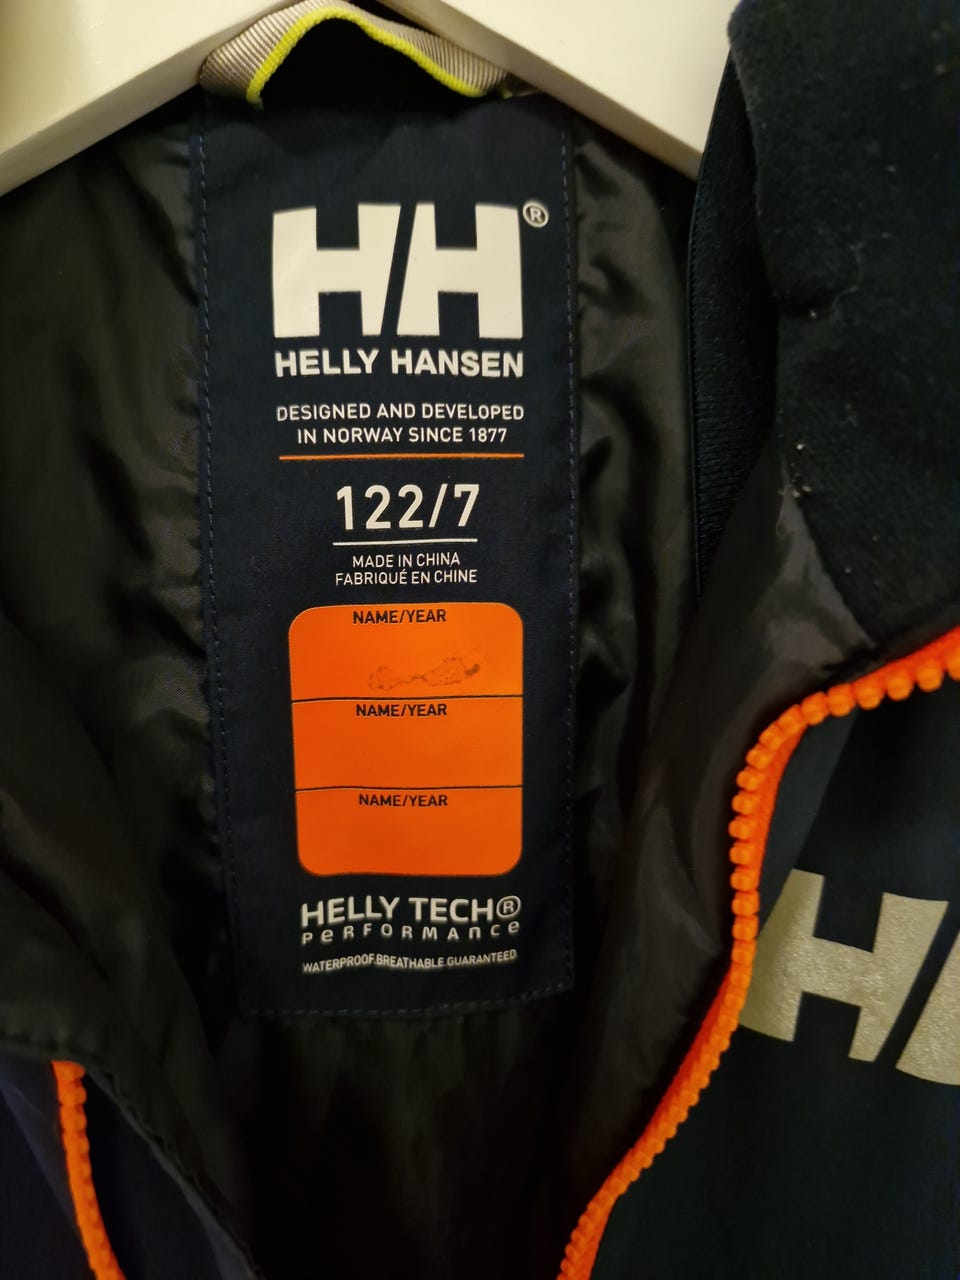 HH®
HELLY HANSEN
DESIGNED AND DEVELOPED
IN NORWAY SINCE 1877
122/7
MADE IN CHINA
FABRIQUÉ EN CHINE
NAME/YEAR
NAME/YEAR
NAME/YEAR
HELLY TECH®
PERFORMANCE
WATERPROOF.BREATHABLE.GUARANTEED
H